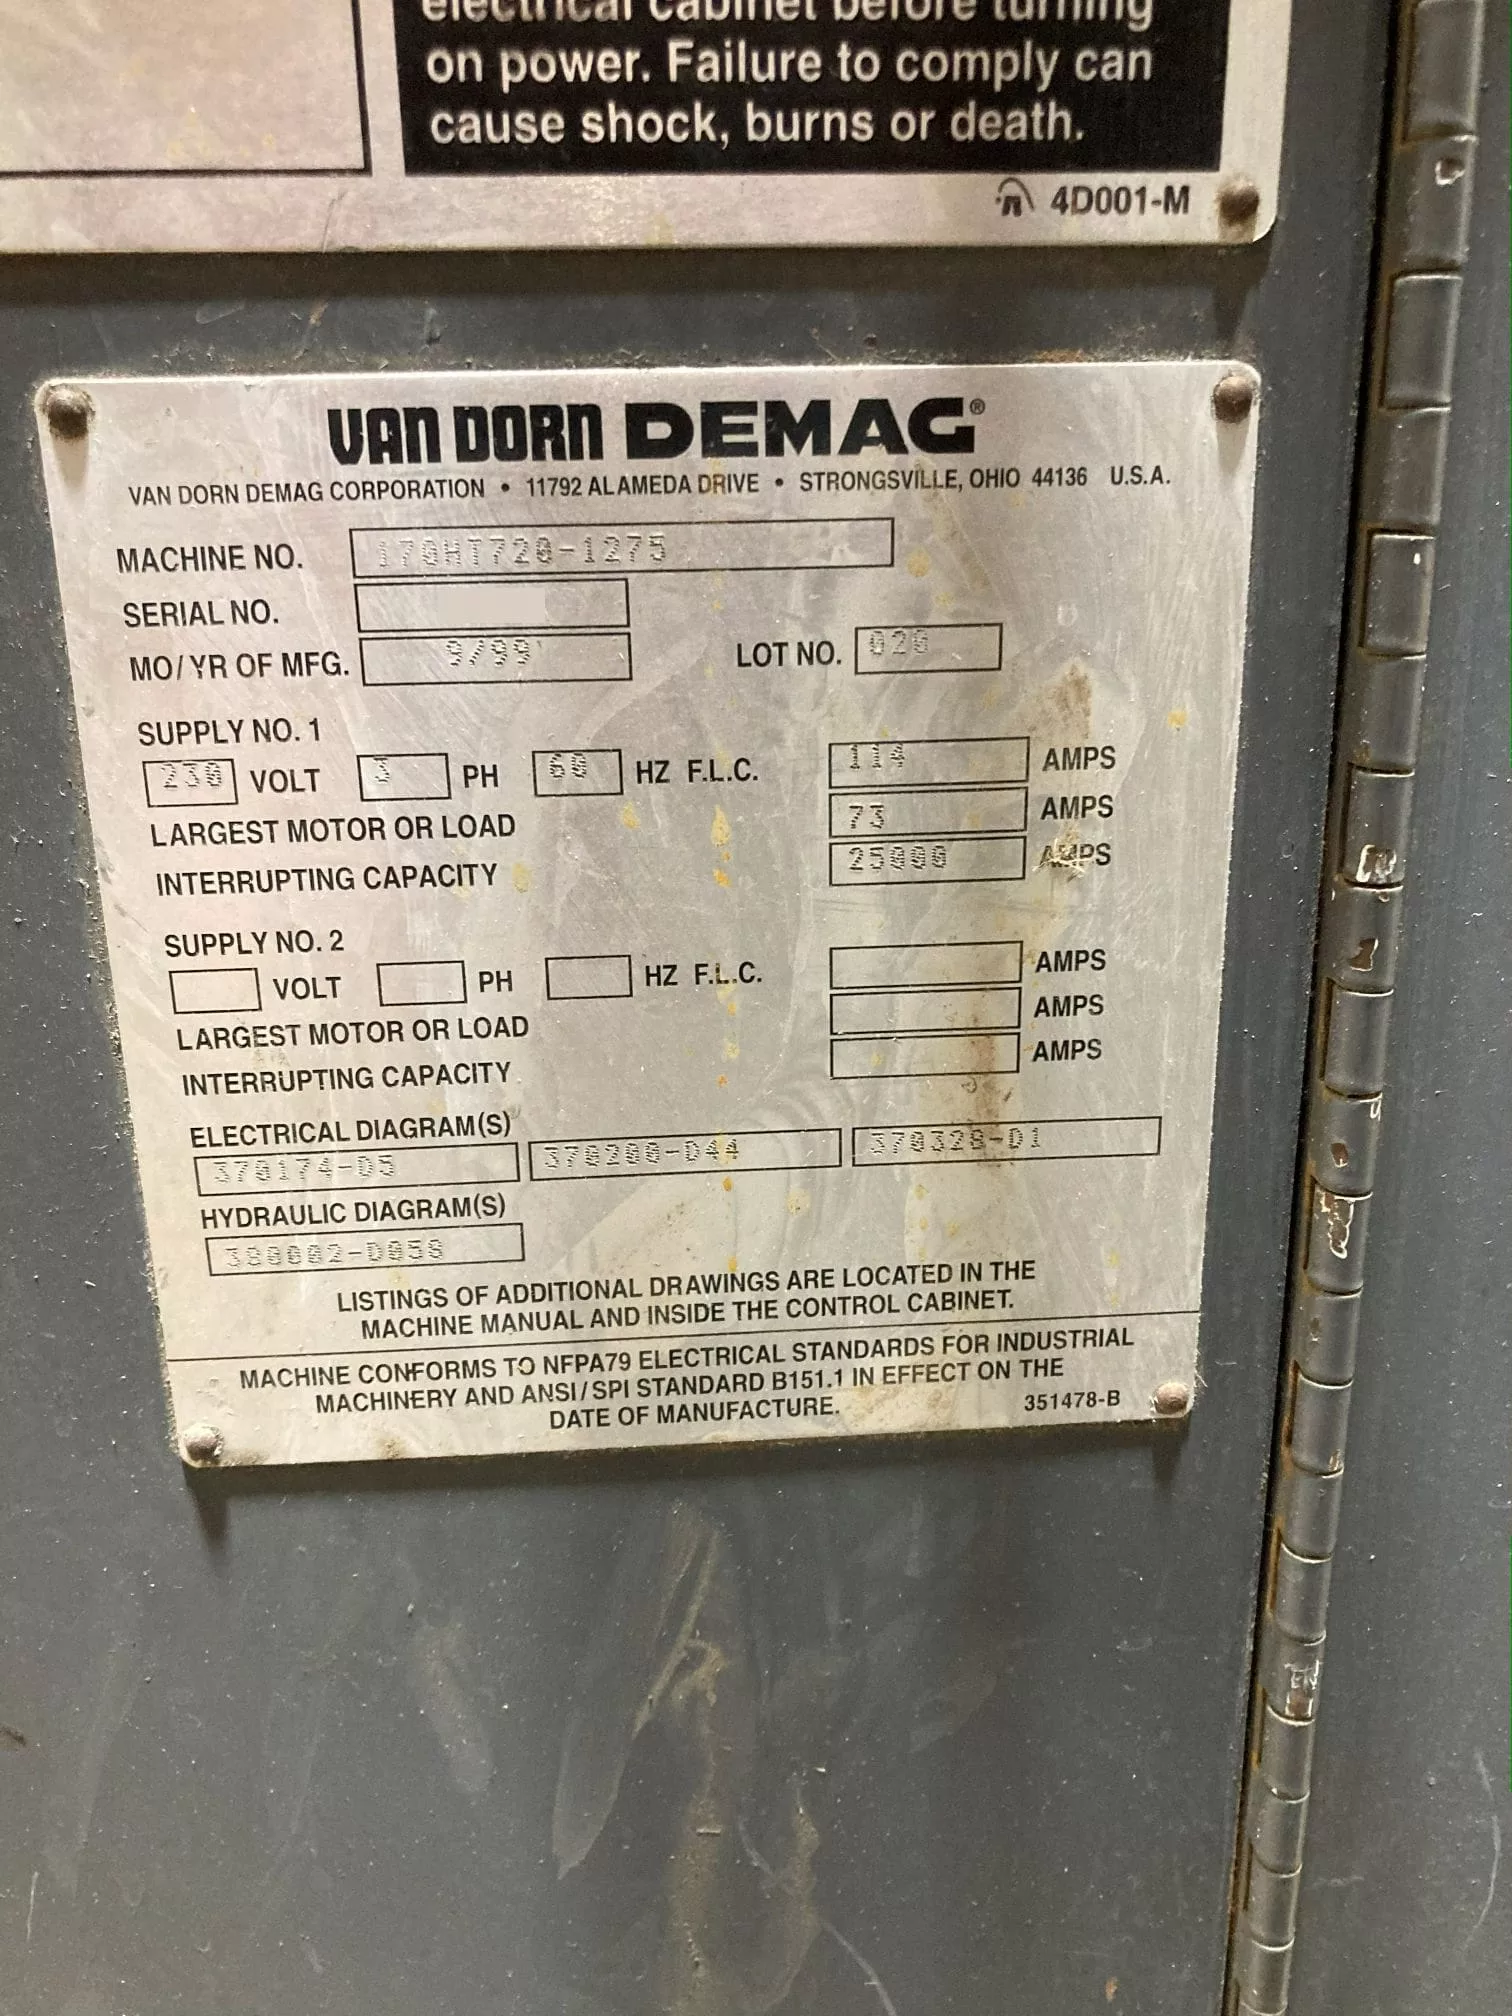 electrical cabinet before turning
on power. Failure to comply can
cause shock, burns or death.
4D001-M
VAN DORN DEMAG®
VAN DORN DEMAG CORPORATION • 11792 ALAMEDA DRIVE • STRONGSVILLE, OHIO 44136 U.S.A.
MACHINE NO. 170HT720-1275
SERIAL NO.
MO/YR OF MFG. 9/99 LOT NO. 020
SUPPLY NO. 1
230 VOLT 3 PH 60 HZ F.L.C. 114 AMPS
LARGEST MOTOR OR LOAD 73 AMPS
INTERRUPTING CAPACITY 25000 AMPS
SUPPLY NO. 2
VOLT PH HZ F.L.C. AMPS
LARGEST MOTOR OR LOAD AMPS
INTERRUPTING CAPACITY AMPS
ELECTRICAL DIAGRAM(S)
370174-D5 370200-D44 370328-D1
HYDRAULIC DIAGRAM(S)
380002-D058
LISTINGS OF ADDITIONAL DRAWINGS ARE LOCATED IN THE
MACHINE MANUAL AND INSIDE THE CONTROL CABINET.
MACHINE CONFORMS TO NFPA79 ELECTRICAL STANDARDS FOR INDUSTRIAL
MACHINERY AND ANSI/SPI STANDARD B151.1 IN EFFECT ON THE
DATE OF MANUFACTURE. 351478-B